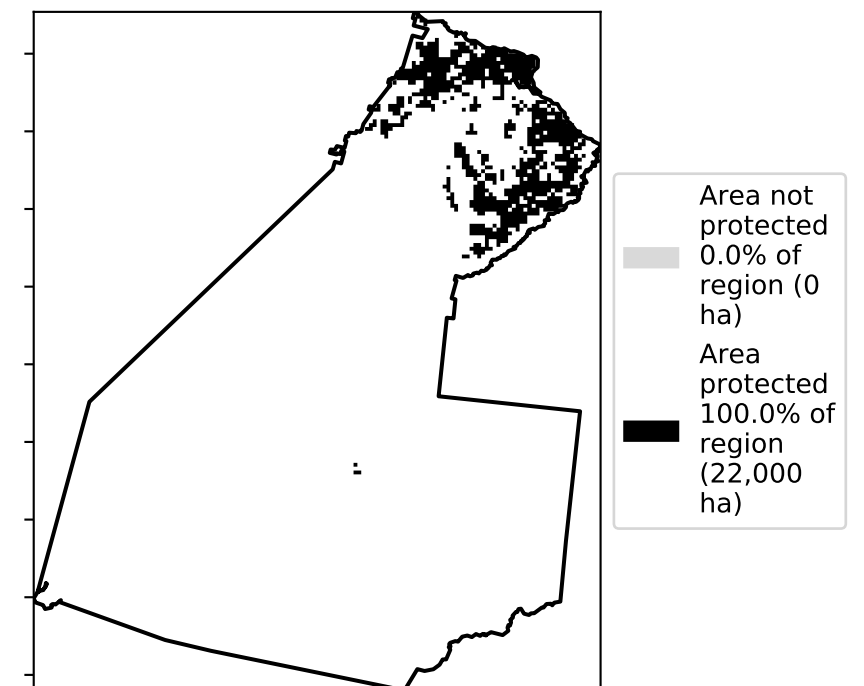 Area not
protected
0.0% of
region (0
ha)
Area
protected
100.0% of
region
(22,000
ha)